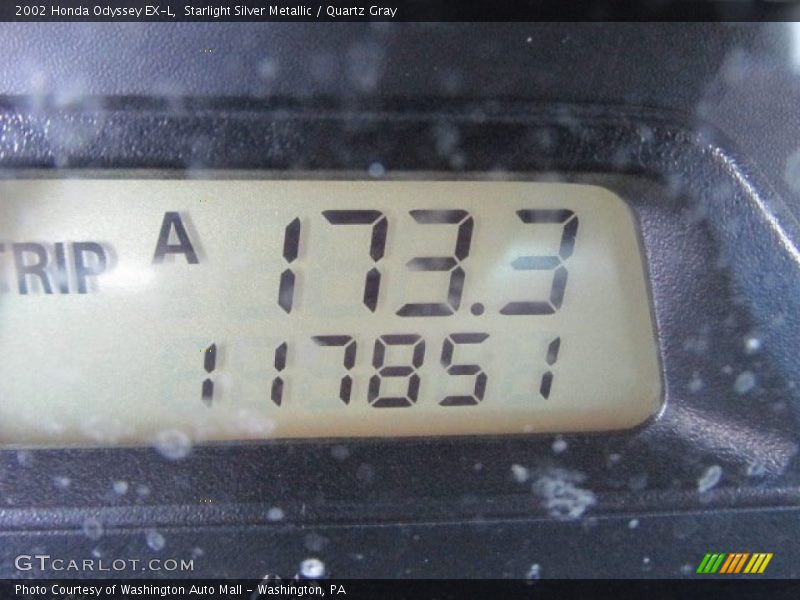 2002 Honda Odyssey EX-L, Starlight Silver Metallic / Quartz Gray
TRIP A 173.3
117851
GTCARLOT.COM
Photo Courtesy of Washington Auto Mall - Washington, PA